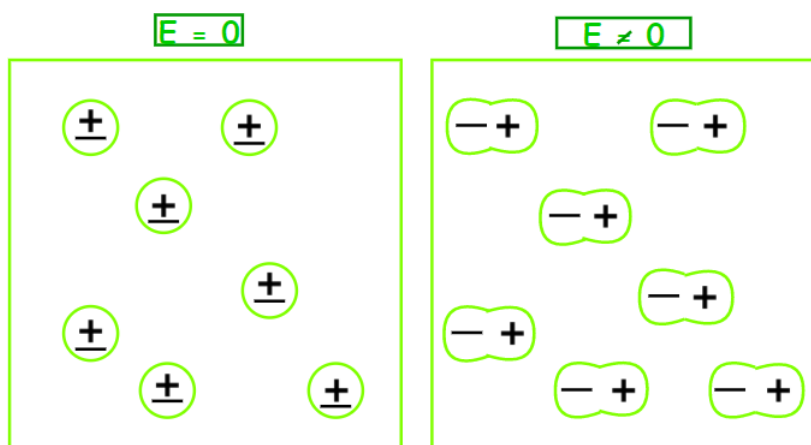 E = 0
E ≠ 0
± ±
±
±
±
± ±
− + − +
− +
− +
− +
− + − +